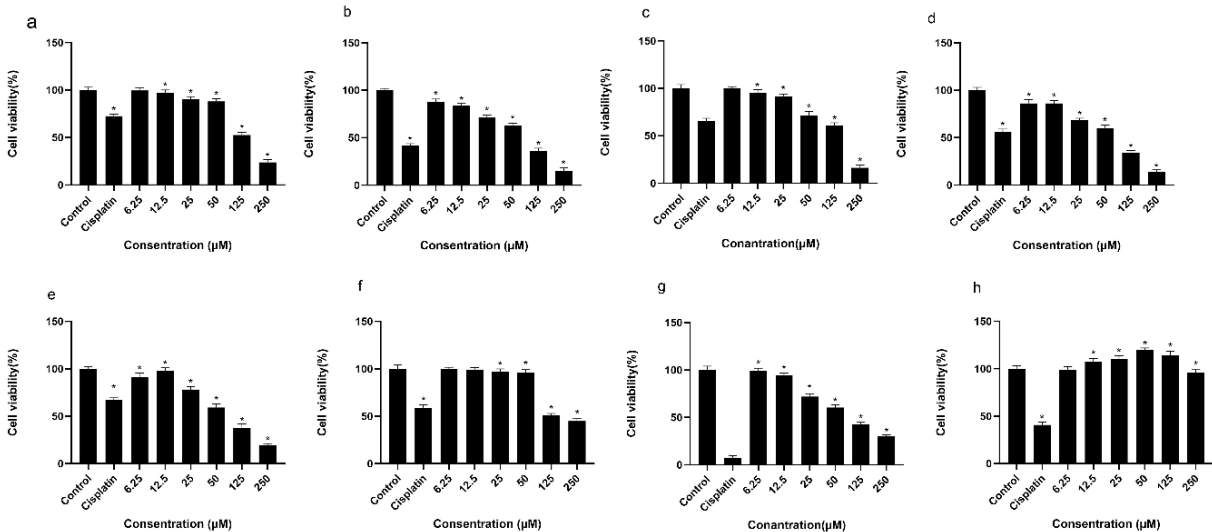 a
150
100
50
0
Cell viability(%)
* * * * * *
Control Cisplatin 6.25 12.5 25 50 125 250
Consentration (µM)
b
150
100
50
0
Cell viability(%)
* * * * * * *
Control Cisplatin 6.25 12.5 25 50 125 250
Consentration (µM)
c
150
100
50
0
Cell viability(%)
* * * * *
Control Cisplatin 6.25 12.5 25 50 125 250
Conantration(µM)
d
150
100
50
0
Cell viability(%)
* * * * * * *
Control Cisplatin 6.25 12.5 25 50 125 250
Consentration (µM)
e
150
100
50
0
Cell viability(%)
* * * * * * *
Control Cisplatin 6.25 12.5 25 50 125 250
Consentration (µM)
f
150
100
50
0
Cell viability(%)
* * * * *
Control Cisplatin 6.25 12.5 25 50 125 250
Consentration (µM)
g
150
100
50
0
Cell viability(%)
* * * * * *
Control Cisplatin 6.25 12.5 25 50 125 250
Conantration(µM)
h
150
100
50
0
Cell viability(%)
* * * * * *
Control Cisplatin 6.25 12.5 25 50 125 250
Consentration (µM)